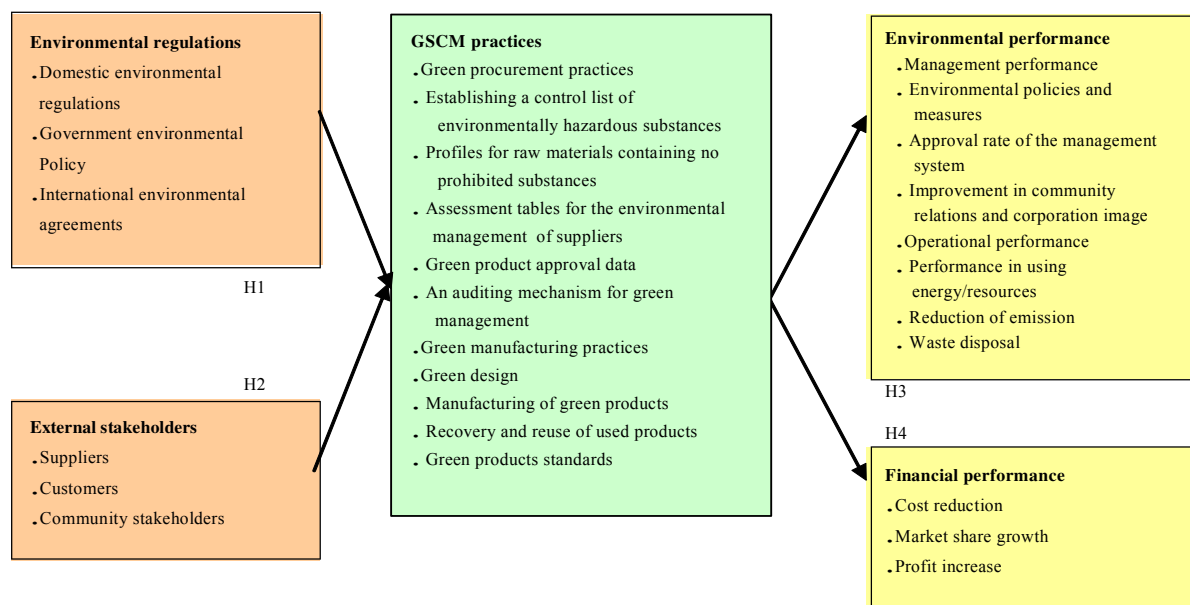 Environmental regulations
.Domestic environmental
regulations
.Government environmental
Policy
.International environmental
agreements
H1
H2
External stakeholders
.Suppliers
.Customers
.Community stakeholders
GSCM practices
.Green procurement practices
. Establishing a control list of
environmentally hazardous substances
. Profiles for raw materials containing no
prohibited substances
. Assessment tables for the environmental
management of suppliers
. Green product approval data
. An auditing mechanism for green
management
.Green manufacturing practices
.Green design
. Manufacturing of green products
. Recovery and reuse of used products
. Green products standards
Environmental performance
.Management performance
. Environmental policies and
measures
. Approval rate of the management
system
. Improvement in community
relations and corporation image
.Operational performance
. Performance in using
energy/resources
. Reduction of emission
. Waste disposal
H3
H4
Financial performance
.Cost reduction
.Market share growth
.Profit increase